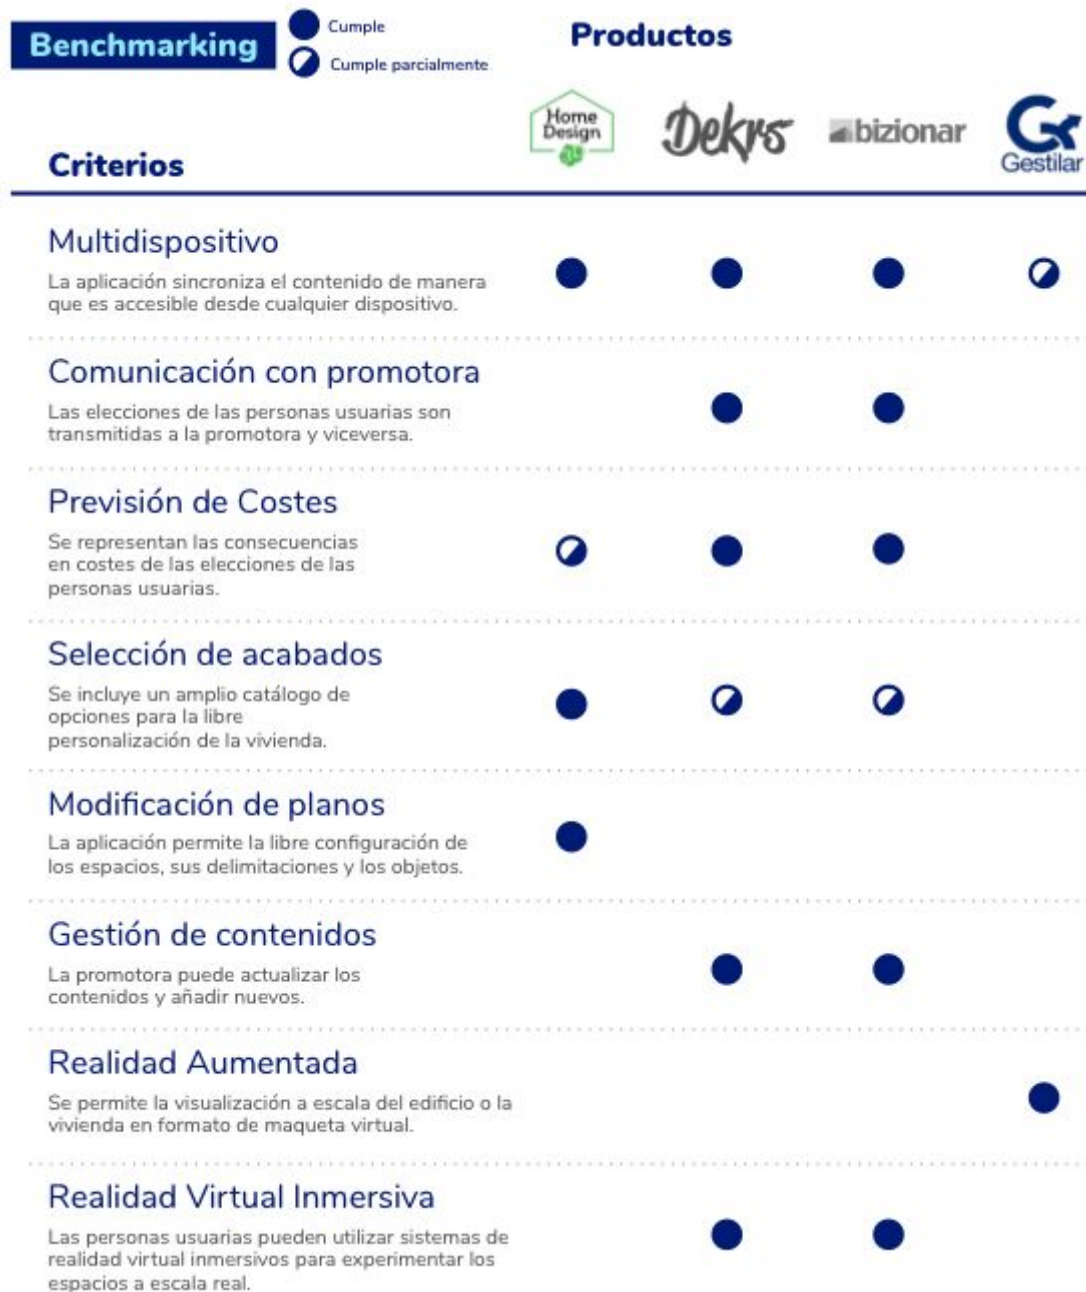 Benchmarking
Cumple
Cumple parcialmente
Productos
Criterios
Home
Design
Dekrs
bizionar
Gestilar
Multidispositivo
La aplicación sincroniza el contenido de manera
que es accesible desde cualquier dispositivo.
Comunicación con promotora
Las elecciones de las personas usuarias son
transmitidas a la promotora y viceversa.
Previsión de Costes
Se representan las consecuencias
en costes de las elecciones de las
personas usuarias.
Selección de acabados
Se incluye un amplio catálogo de
opciones para la libre
personalización de la vivienda.
Modificación de planos
La aplicación permite la libre configuración de
los espacios, sus delimitaciones y los objetos.
Gestión de contenidos
La promotora puede actualizar los
contenidos y añadir nuevos.
Realidad Aumentada
Se permite la visualización a escala del edificio o la
vivienda en formato de maqueta virtual.
Realidad Virtual Inmersiva
Las personas usuarias pueden utilizar sistemas de
realidad virtual inmersivos para experimentar los
espacios a escala real.